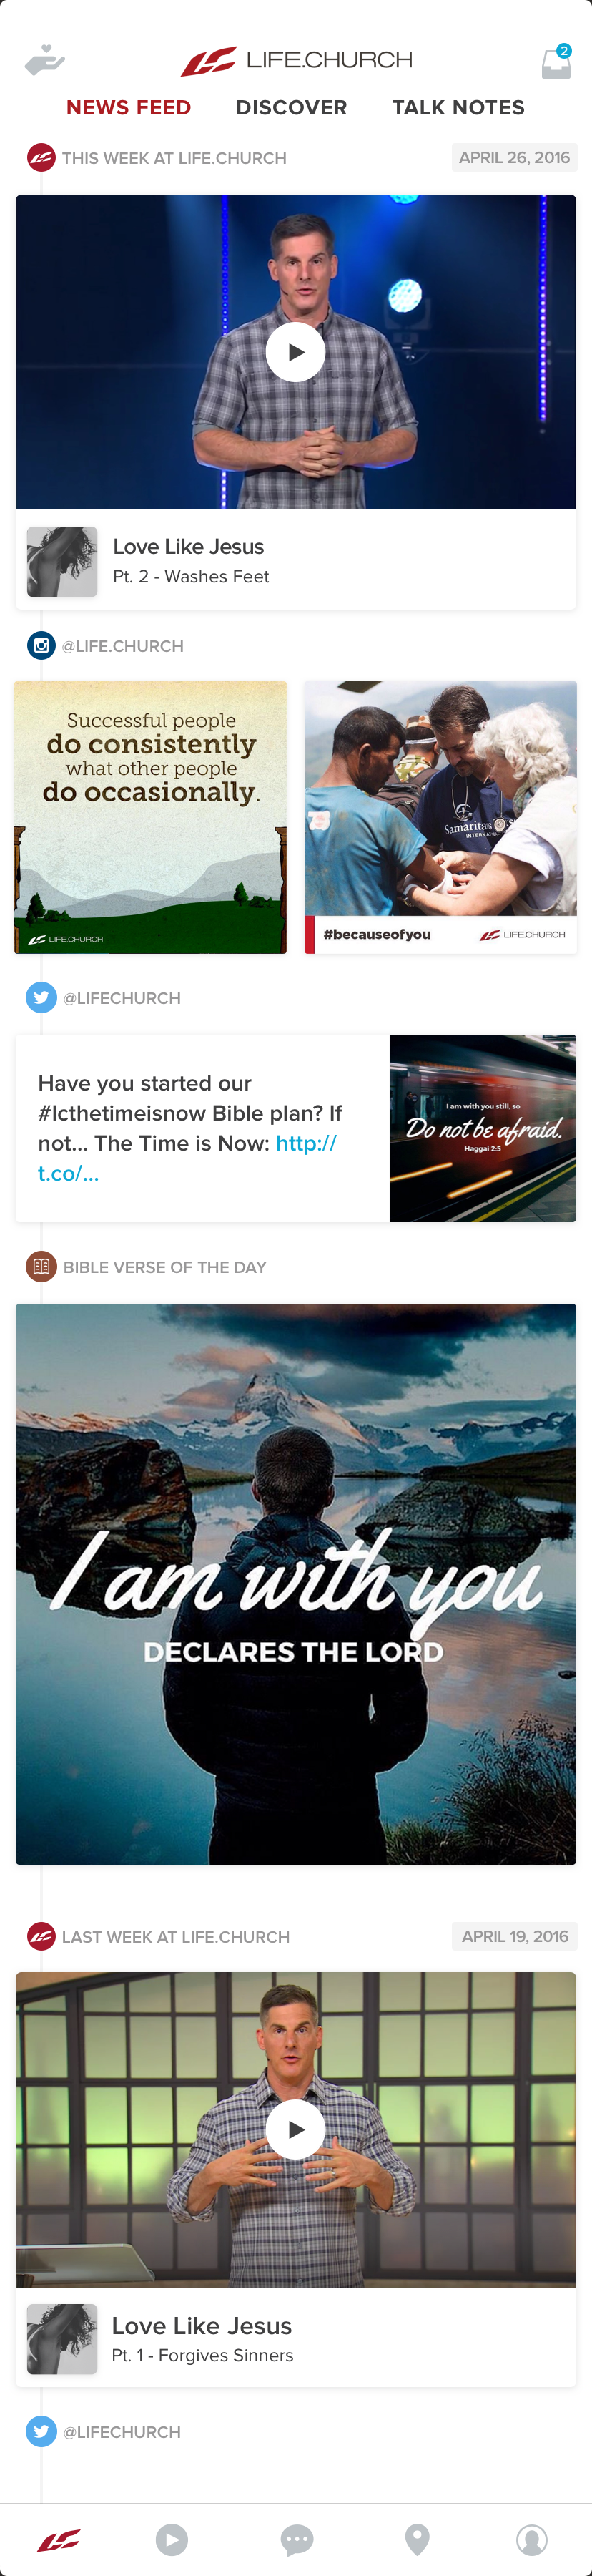 LIFE.CHURCH
2
NEWS FEED
DISCOVER
TALK NOTES
THIS WEEK AT LIFE.CHURCH
APRIL 26, 2016
Love Like Jesus
Pt. 2 - Washes Feet
@LIFE.CHURCH
Successful people
do consistently
what other people
do occasionally.
LIFE.CHURCH
Samaritan's
INTERNATIONAL
#becauseofyou
LIFE.CHURCH
@LIFECHURCH
Have you started our
#lcthetimeisnow Bible plan? If
not... The Time is Now: http://
t.co/...
I am with you still, so
Do not be afraid.
Haggai 2:5
BIBLE VERSE OF THE DAY
I am with you
DECLARES THE LORD
LAST WEEK AT LIFE.CHURCH
APRIL 19, 2016
Love Like Jesus
Pt. 1 - Forgives Sinners
@LIFECHURCH